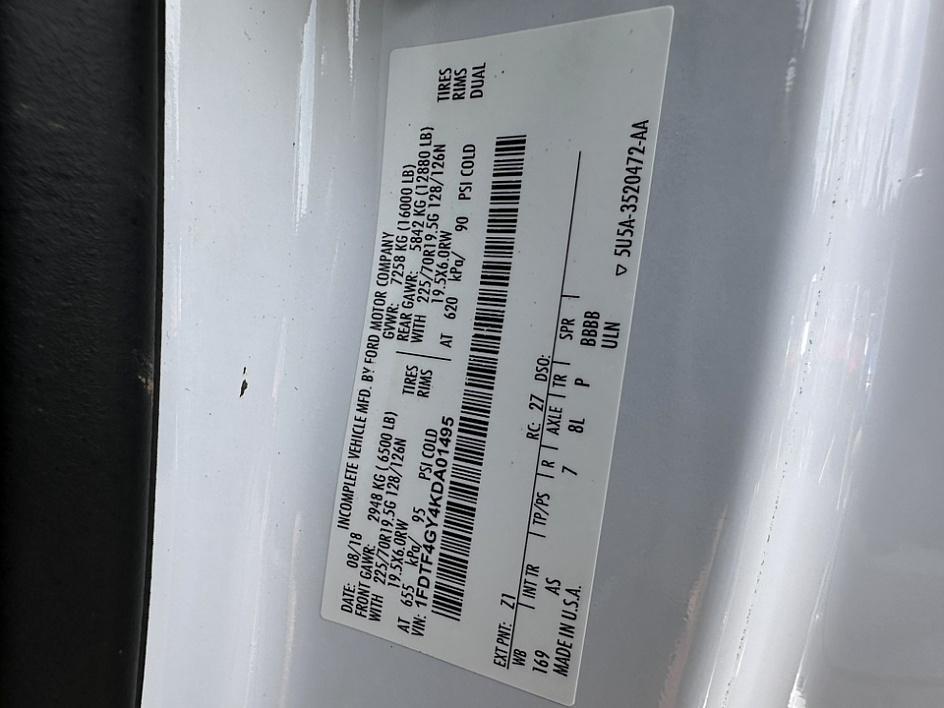 DATE: 08/18 INCOMPLETE VEHICLE MFD. BY FORD MOTOR COMPANY
GVWR: 7258 KG (16000 LB)
FRONT GAWR: 2948 KG ( 6500 LB) REAR GAWR: 5842 KG (12880 LB)
WITH 225/70R19.5G 128/126N TIRES WITH 225/70R19.5G 128/126N TIRES
19.5X6.0RW RIMS 19.5X6.0RW RIMS
AT 655 kPa/ 95 PSI COLD AT 620 kPa/ 90 PSI COLD DUAL
VIN: 1FDTF4GY4KDA01495
EXT PNT: Z1 RC: 27 DSO:
WB INT TR TP/PS R AXLE TR SPR
169 AS 7 8L P BBBB
ULN
MADE IN U.S.A.
▽ 5U5A-3520472-AA